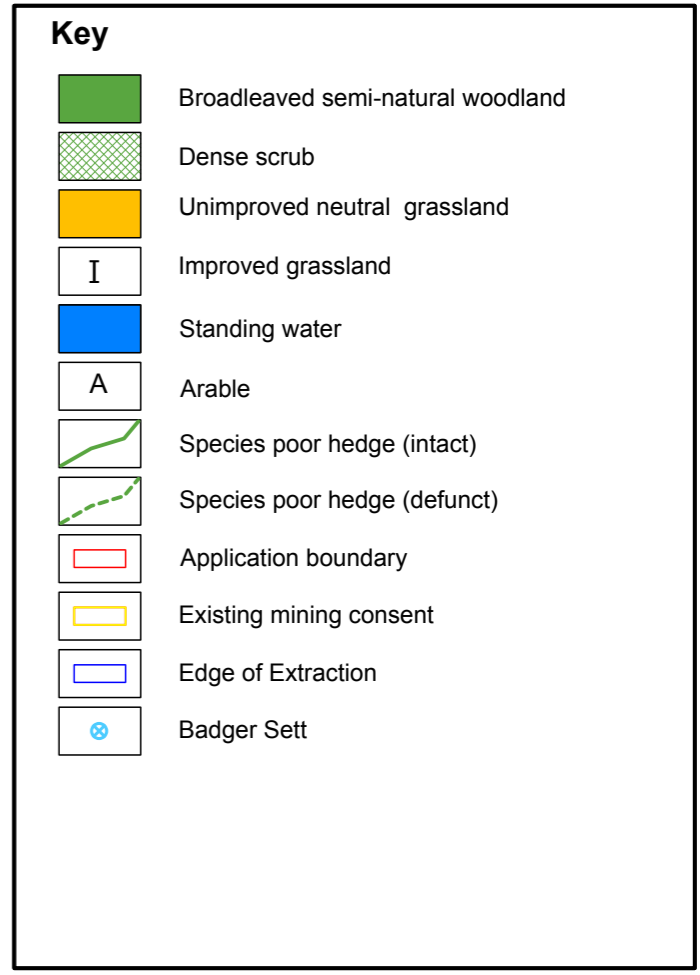 Key
Broadleaved semi-natural woodland
Dense scrub
Unimproved neutral grassland
I
Improved grassland
Standing water
A
Arable
Species poor hedge (intact)
Species poor hedge (defunct)
Application boundary
Existing mining consent
Edge of Extraction
Badger Sett